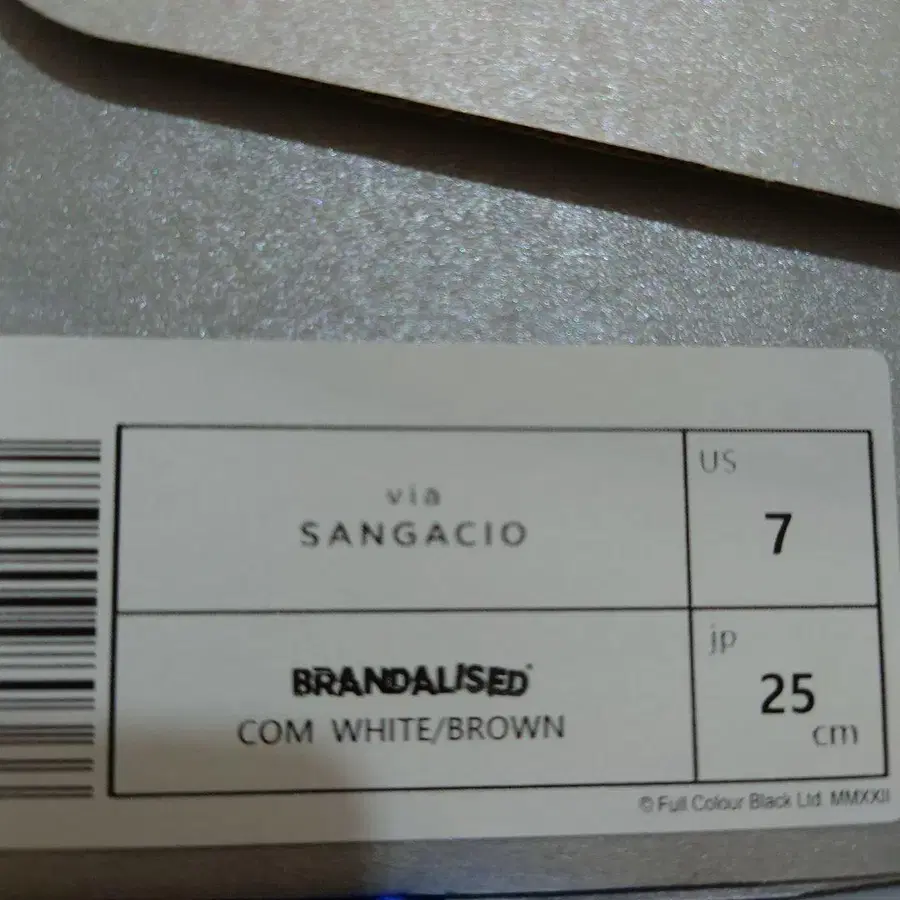 via
SANGACIO
US
7
BRANDALISED
COM WHITE/BROWN
jp
25
cm
© Full Colour Black Ltd. MMXXII